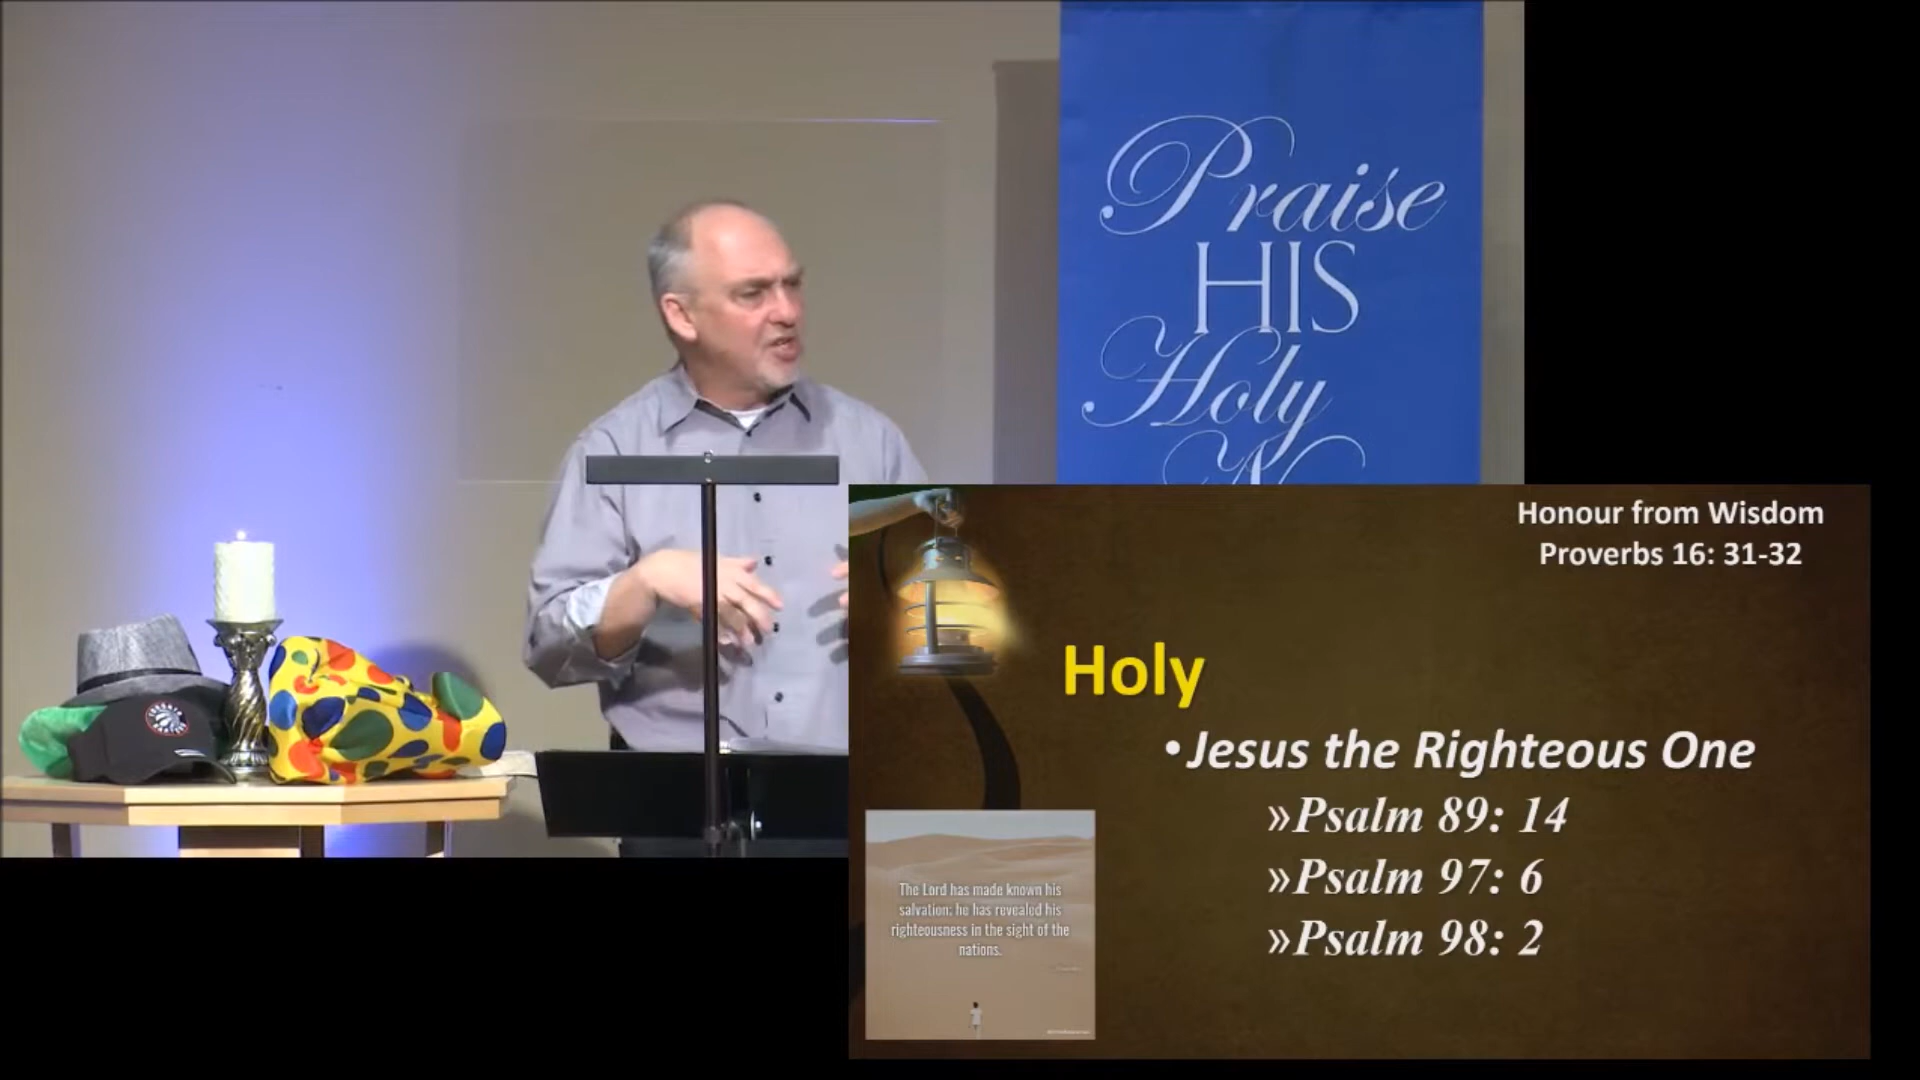 Praise
HIS
Holy
Honour from Wisdom
Proverbs 16: 31-32
Holy
•Jesus the Righteous One
»Psalm 89: 14
»Psalm 97: 6
»Psalm 98: 2
The Lord has made known his
salvation; he has revealed his
righteousness in the sight of the
nations.